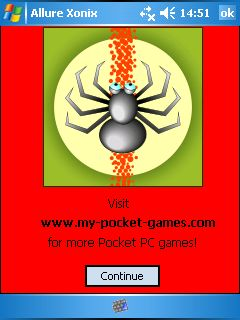 Allure Xonix 14:51 ok
Visit
www.my-pocket-games.com
for more Pocket PC games!
Continue